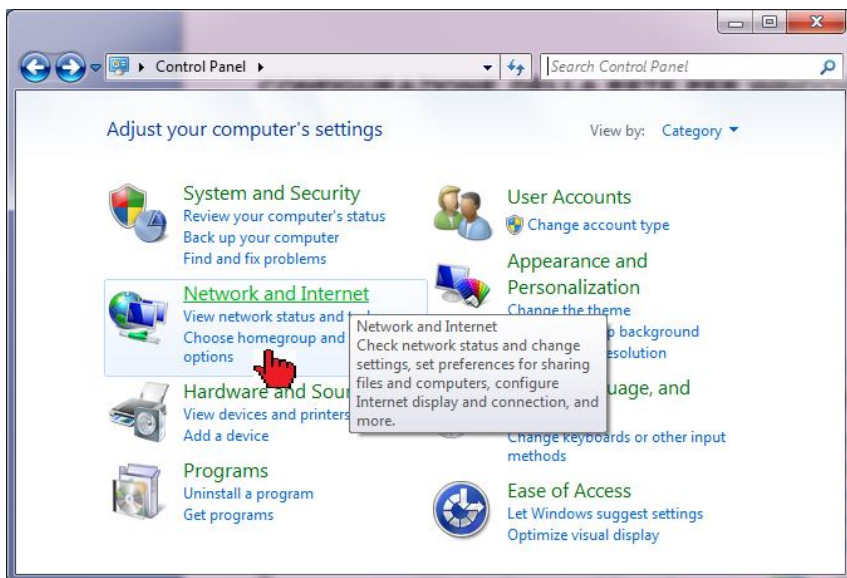 Control Panel
Search Control Panel
Adjust your computer's settings
View by: Category
System and Security
Review your computer's status
Back up your computer
Find and fix problems
Network and Internet
View network status and
Choose homegroup and
options
Network and Internet
Check network status and change
settings, set preferences for sharing
files and computers, configure
Internet display and connection, and
more.
Hardware and
View devices and printers
Add a device
Programs
Uninstall a program
Get programs
User Accounts
Change account type
Appearance and
Personalization
Change the theme
background
and
Change keyboards or other input
methods
Ease of Access
Let Windows suggest settings
Optimize visual display